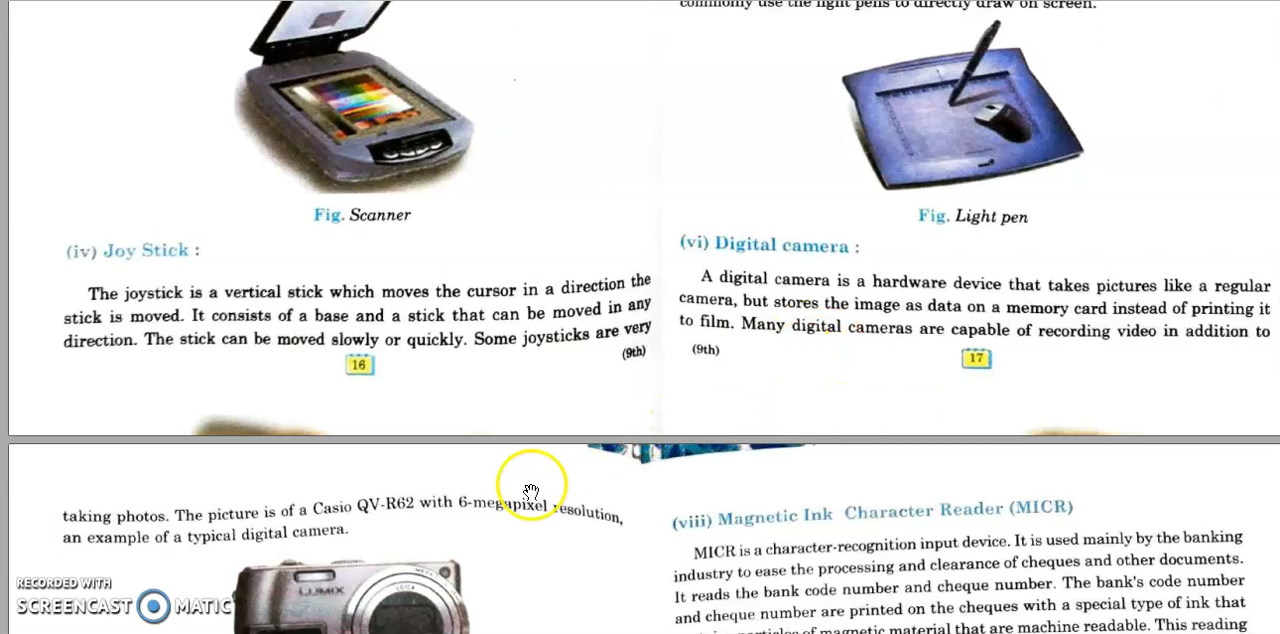 Fig. Scanner
(iv) Joy Stick :
The joystick is a vertical stick which moves the cursor in a direction the
stick is moved. It consists of a base and a stick that can be moved in any
direction. The stick can be moved slowly or quickly. Some joysticks are very
(9th)
16
commonly use the light pens to directly draw on screen.
Fig. Light pen
(vi) Digital camera :
A digital camera is a hardware device that takes pictures like a regular
camera, but stores the image as data on a memory card instead of printing it
to film. Many digital cameras are capable of recording video in addition to
(9th)
17
taking photos. The picture is of a Casio QV-R62 with 6-megapixel resolution,
an example of a typical digital camera.
LUMIX
(viii) Magnetic Ink Character Reader (MICR)
MICR is a character-recognition input device. It is used mainly by the banking
industry to ease the processing and clearance of cheques and other documents.
It reads the bank code number and cheque number. The bank's code number
and cheque number are printed on the cheques with a special type of ink that
particles of magnetic material that are machine readable. This reading
RECORDED WITH
SCREENCAST MATIC